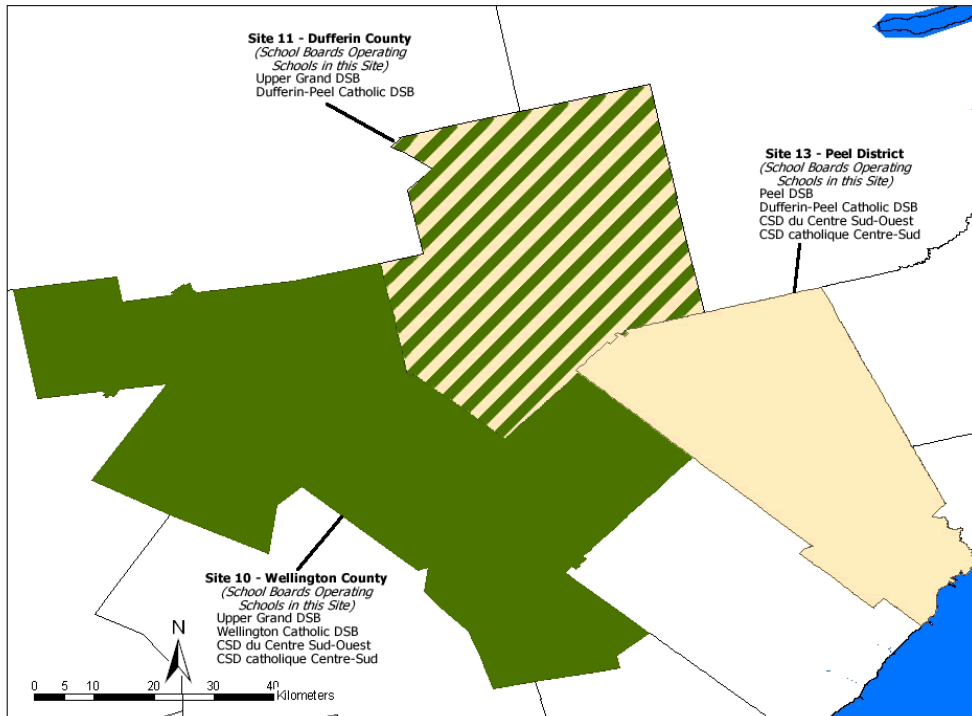 Site 11 - Dufferin County
(School Boards Operating
Schools in this Site)
Upper Grand DSB
Dufferin-Peel Catholic DSB
Site 13 - Peel District
(School Boards Operating
Schools in this Site)
Peel DSB
Dufferin-Peel Catholic DSB
CSD du Centre Sud-Ouest
CSD catholique Centre-Sud
Site 10 - Wellington County
(School Boards Operating
Schools in this Site)
Upper Grand DSB
Wellington Catholic DSB
CSD du Centre Sud-Ouest
CSD catholique Centre-Sud
N
0 5 10 20 30 40
Kilometers